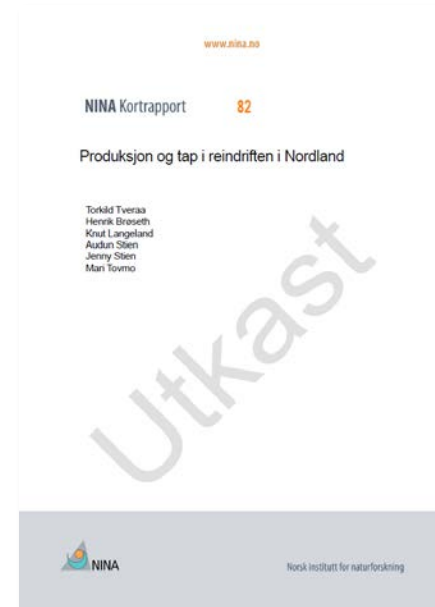 www.nina.no
NINA Kortrapport 82
Produksjon og tap i reindriften i Nordland
Torkild Tveraa
Henrik Brøseth
Knut Langeland
Audun Stien
Jenny Stien
Mari Tovmo
Utkast
NINA
Norsk institutt for naturforskning